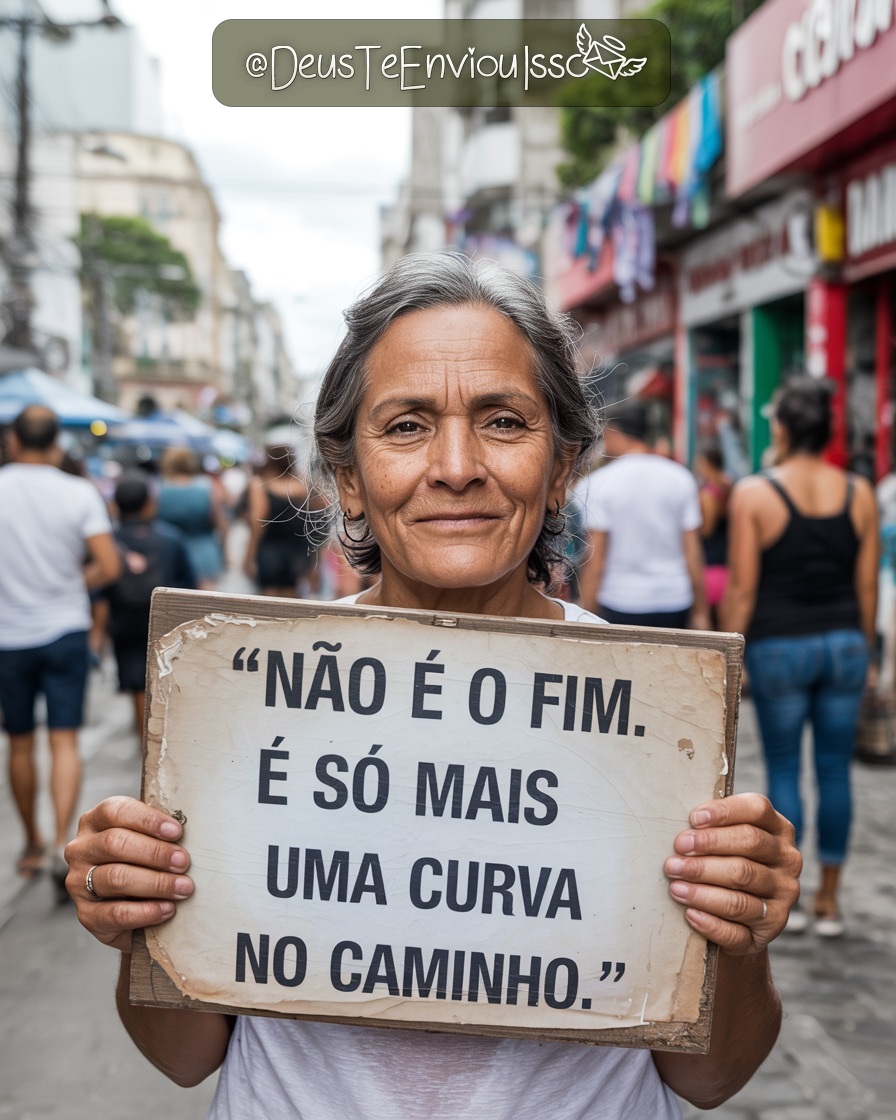 @DeusTeEnviouIsso
“NÃO É O FIM.
É SÓ MAIS
UMA CURVA
NO CAMINHO.”